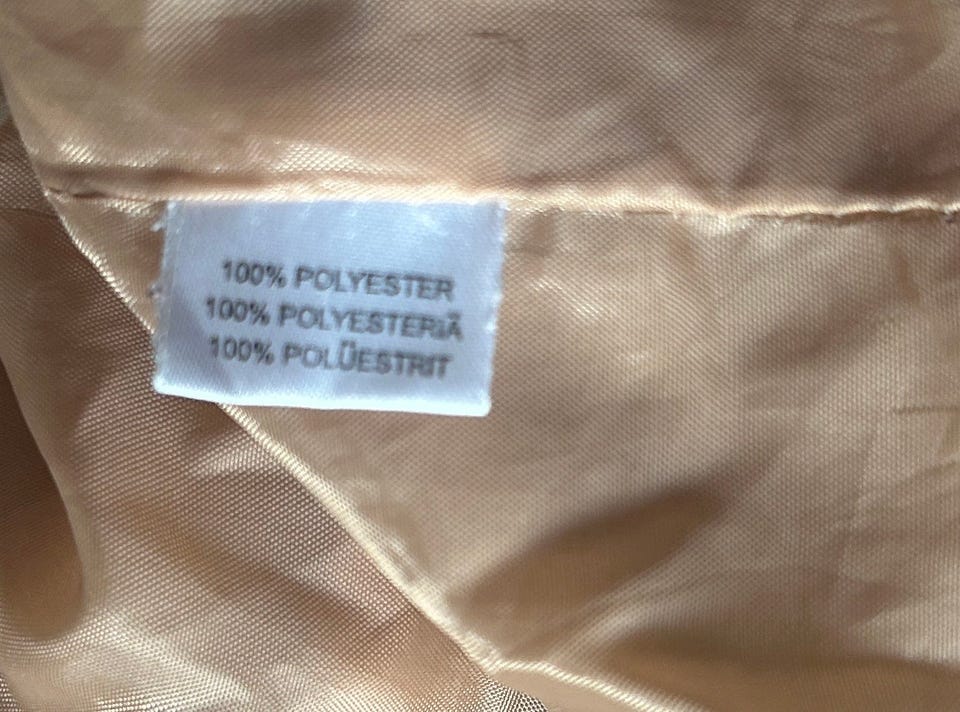 100% POLYESTER
100% POLYESTERIÄ
100% POLÜESTRIT